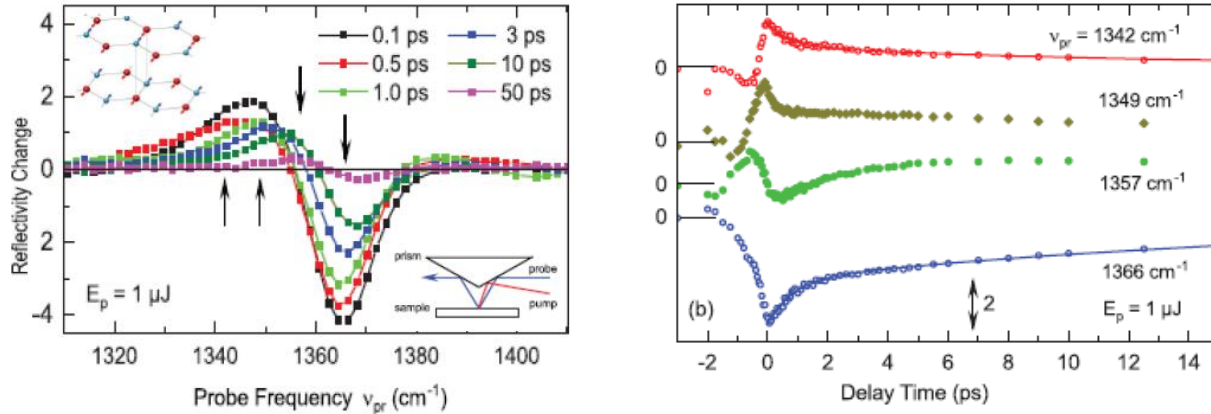 4
2
0
2
-4
Reflectivity Change
0.1 ps
0.5 ps
1.0 ps
3 ps
10 ps
50 ps
E_p = 1 μJ
prism
probe
sample
pump
1320 1340 1360 1380 1400
Probe Frequency ν_pr (cm⁻¹)
0
0
0
0
ν_pr = 1342 cm⁻¹
1349 cm⁻¹
1357 cm⁻¹
1366 cm⁻¹
(b)
2
E_p = 1 μJ
-2 0 2 4 6 8 10 12 14
Delay Time (ps)